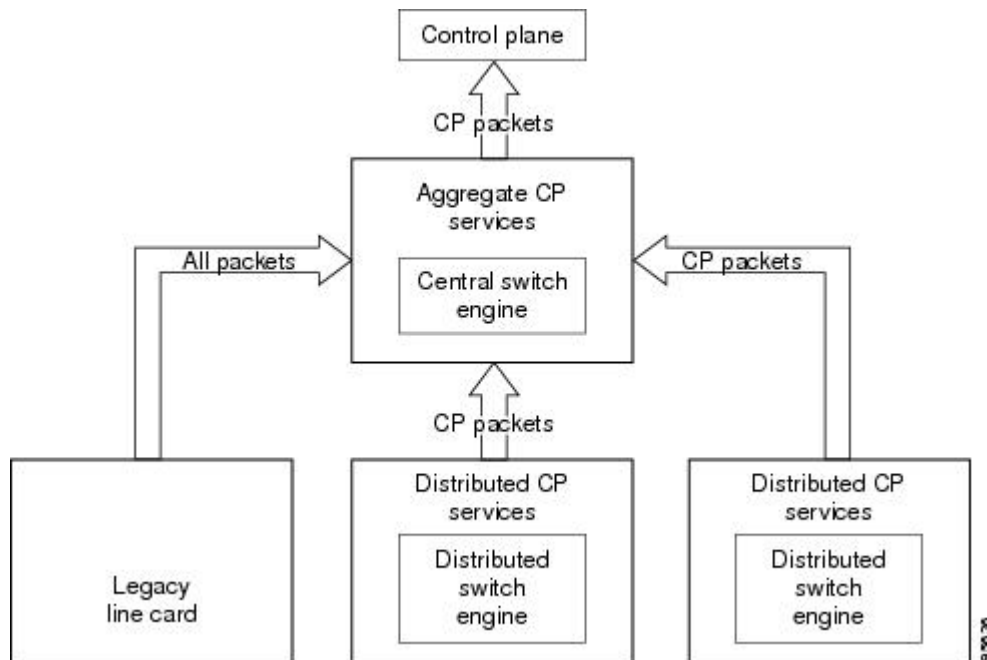 Control plane
CP packets
Aggregate CP
services
All packets
CP packets
Central switch
engine
CP packets
Distributed CP
services
Distributed CP
services
Distributed
switch
engine
Distributed
switch
engine
Legacy
line card